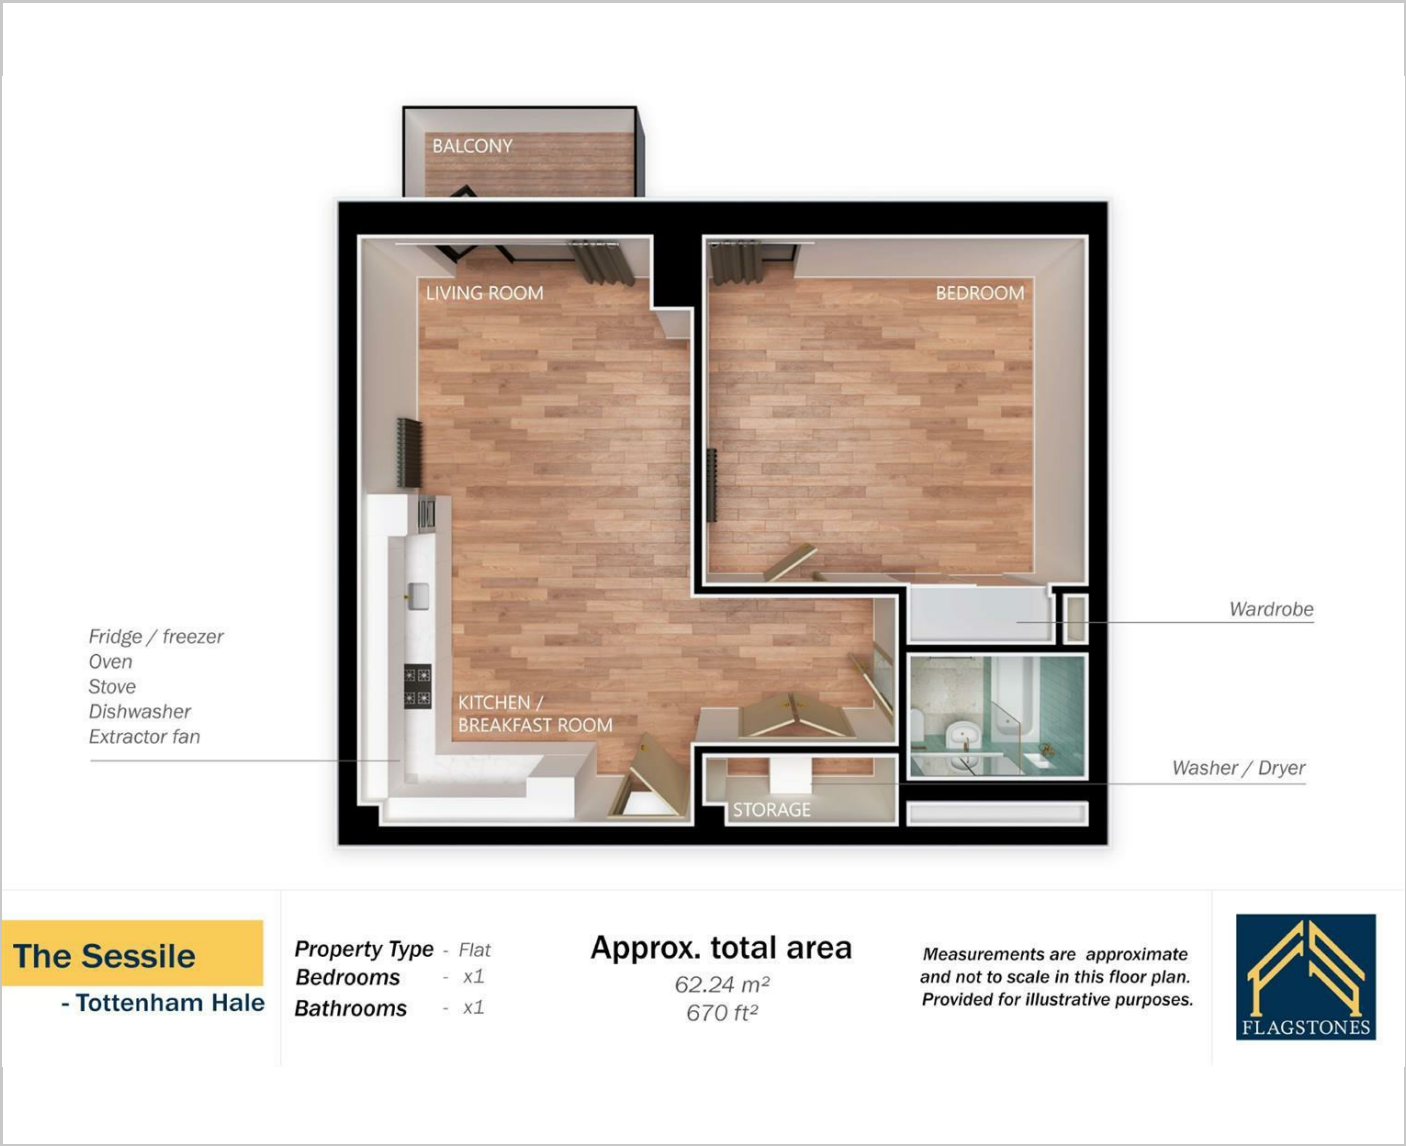 BALCONY
LIVING ROOM
BEDROOM
Fridge / freezer
Oven
Stove
Dishwasher
Extractor fan
KITCHEN /
BREAKFAST ROOM
Wardrobe
Washer / Dryer
STORAGE
The Sessile
- Tottenham Hale
Property Type - Flat
Bedrooms - x1
Bathrooms - x1
Approx. total area
62.24 m²
670 ft²
Measurements are approximate
and not to scale in this floor plan.
Provided for illustrative purposes.
FLAGSTONES